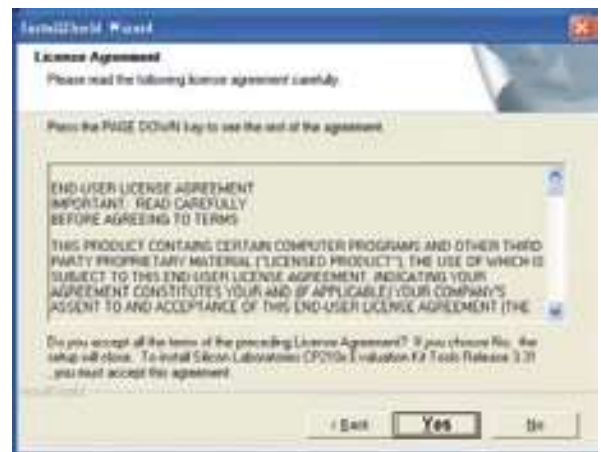 InstallShield Wizard
License Agreement
Please read the following license agreement carefully.
Press the PAGE DOWN key to see the rest of the agreement.
END-USER LICENSE AGREEMENT
IMPORTANT: READ CAREFULLY
BEFORE AGREEING TO TERMS
THIS PRODUCT CONTAINS CERTAIN COMPUTER PROGRAMS AND OTHER THIRD
PARTY PROPRIETARY MATERIAL ("LICENSED PRODUCT"), THE USE OF WHICH IS
SUBJECT TO THIS END-USER LICENSE AGREEMENT. INDICATING YOUR
AGREEMENT CONSTITUTES YOUR AND (IF APPLICABLE) YOUR COMPANY'S
ASSENT TO AND ACCEPTANCE OF THIS END-USER LICENSE AGREEMENT (THE
Do you accept all the terms of the preceding License Agreement? If you choose No, the
setup will close. To install Silicon Laboratories CP210x Evaluation Kit Tools Release 3.31
, you must accept this agreement.
InstallShield
< Back
Yes
No